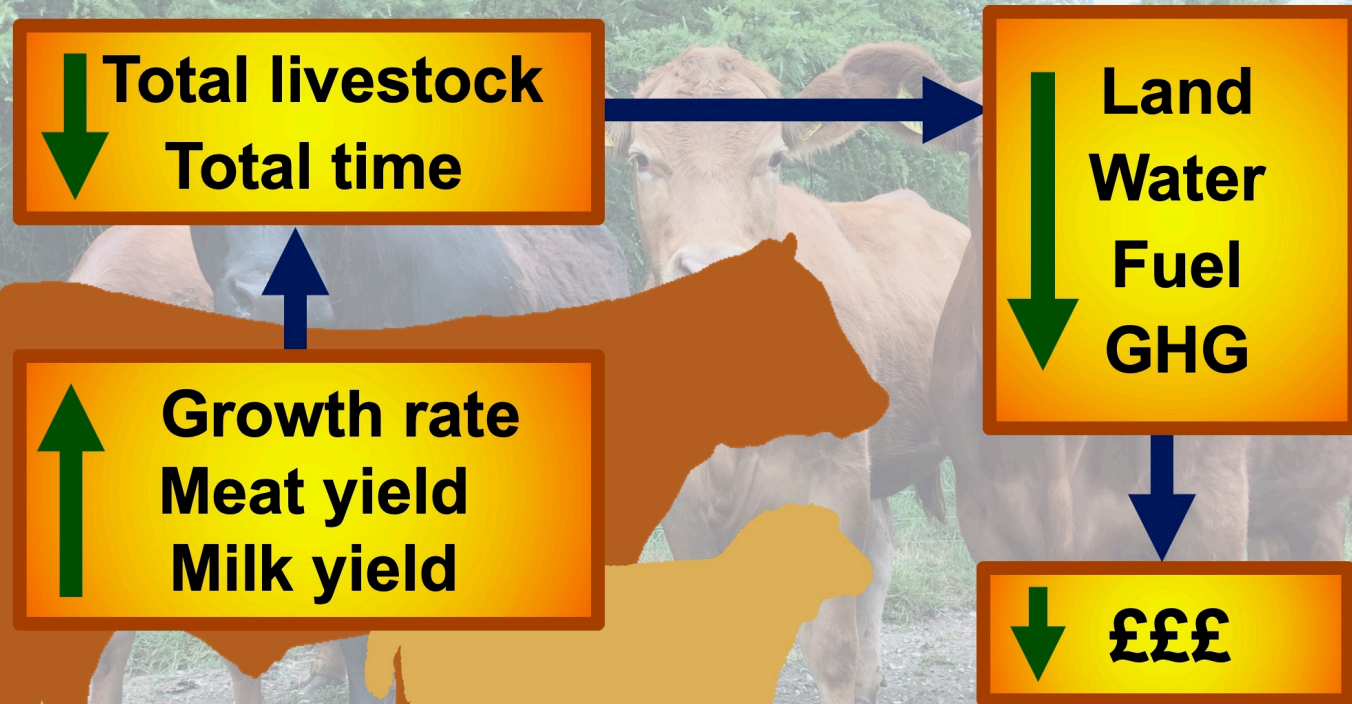 Total livestock
Total time
Land
Water
Fuel
GHG
Growth rate
Meat yield
Milk yield
£££